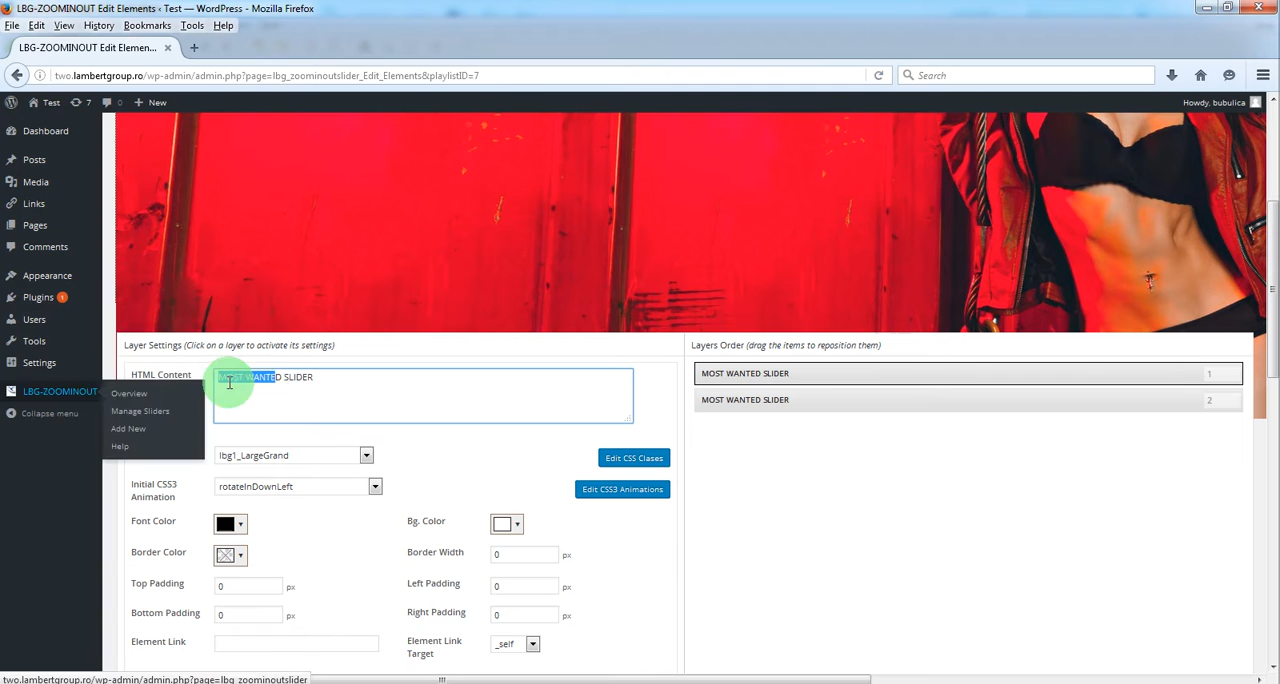 LBG-ZOOMINOUT Edit Elements ‹ Test — WordPress - Mozilla Firefox
File Edit View History Bookmarks Tools Help
LBG-ZOOMINOUT Edit Elemen...
two.lambertgroup.ro/wp-admin/admin.php?page=lbg_zoominoutslider_Edit_Elements&playlistID=7
Search
Test 7 0 New
Howdy, bubulica
Dashboard
Posts
Media
Links
Pages
Comments
Appearance
Plugins 1
Users
Tools
Settings
LBG-ZOOMINOUT
Collapse menu
Overview
Manage Sliders
Add New
Help
Layer Settings (Click on a layer to activate its settings)
HTML Content
MOST WANTED SLIDER
lbg1_LargeGrand
Edit CSS Clases
Initial CSS3
Animation
rotateInDownLeft
Edit CSS3 Animations
Font Color
Bg. Color
Border Color
Border Width 0 px
Top Padding 0 px
Left Padding 0 px
Bottom Padding 0 px
Right Padding 0 px
Element Link
Element Link
Target
_self
Layers Order (drag the items to reposition them)
MOST WANTED SLIDER 1
MOST WANTED SLIDER 2
two.lambertgroup.ro/wp-admin/admin.php?page=lbg_zoominoutslider